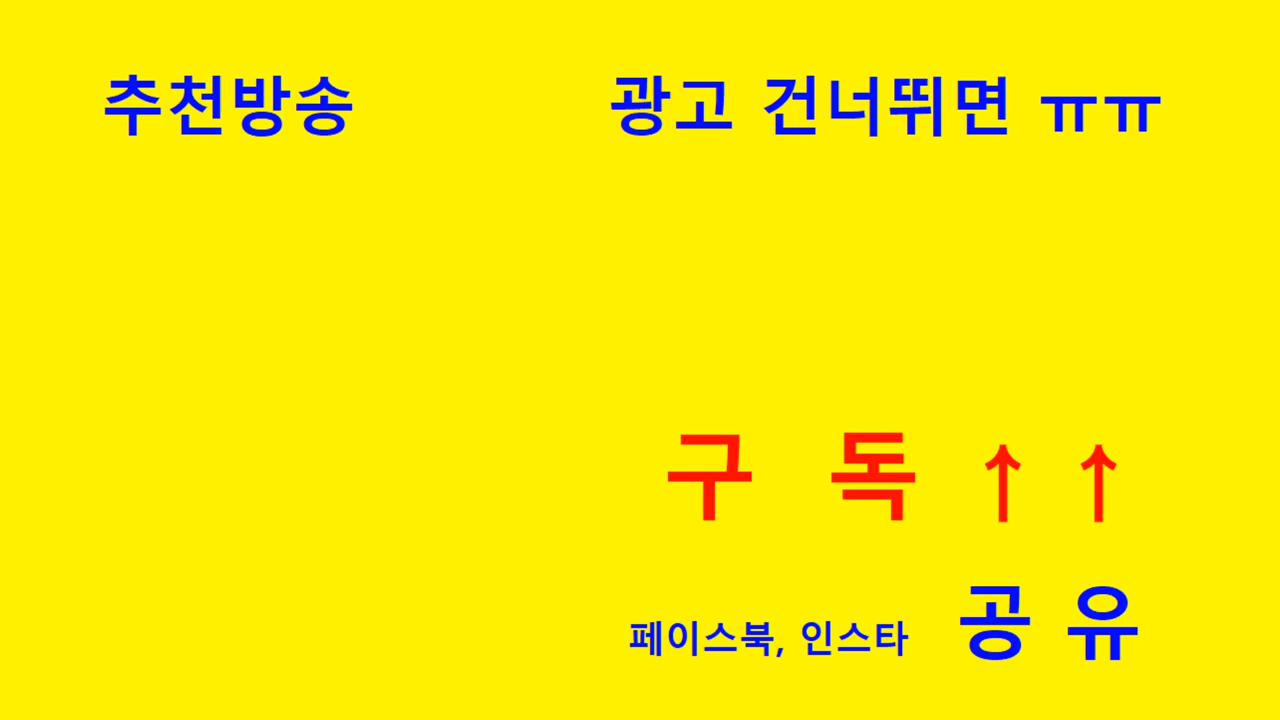 추천방송 광고 건너뛰면 ㅠㅠ
구 독 ↑ ↑
페이스북, 인스타 공 유